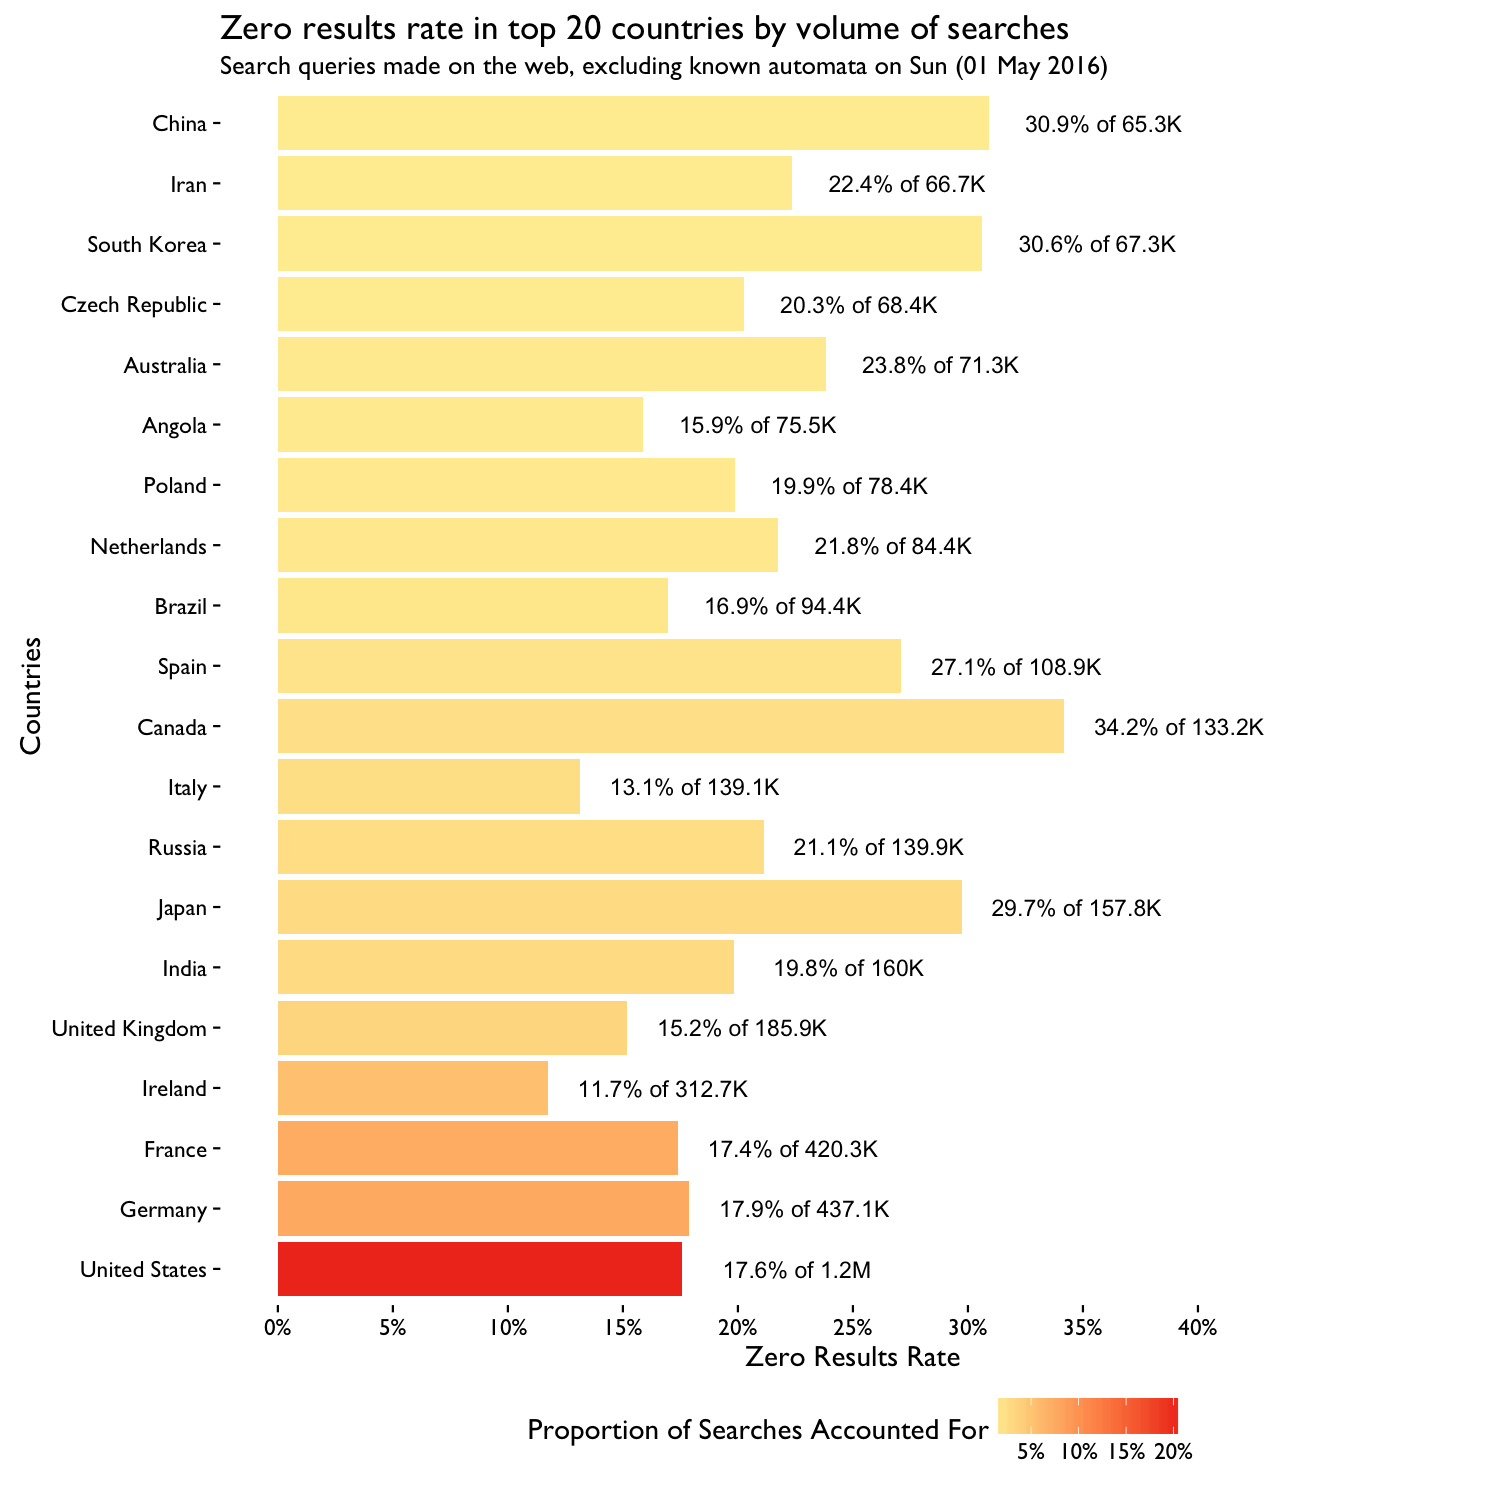 Zero results rate in top 20 countries by volume of searches
Search queries made on the web, excluding known automata on Sun (01 May 2016)
China 30.9% of 65.3K
Iran 22.4% of 66.7K
South Korea 30.6% of 67.3K
Czech Republic 20.3% of 68.4K
Australia 23.8% of 71.3K
Angola 15.9% of 75.5K
Poland 19.9% of 78.4K
Netherlands 21.8% of 84.4K
Brazil 16.9% of 94.4K
Spain 27.1% of 108.9K
Canada 34.2% of 133.2K
Italy 13.1% of 139.1K
Russia 21.1% of 139.9K
Japan 29.7% of 157.8K
India 19.8% of 160K
United Kingdom 15.2% of 185.9K
Ireland 11.7% of 312.7K
France 17.4% of 420.3K
Germany 17.9% of 437.1K
United States 17.6% of 1.2M
Countries
0% 5% 10% 15% 20% 25% 30% 35% 40%
Zero Results Rate
Proportion of Searches Accounted For
5% 10% 15% 20%